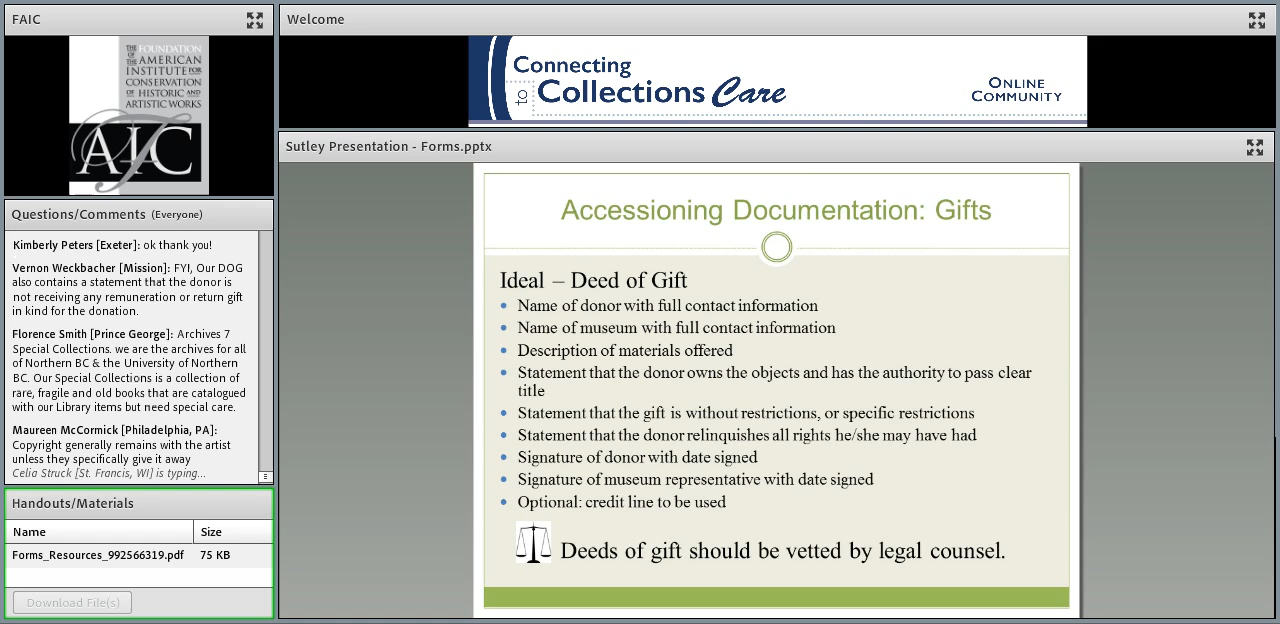 FAIC
THE FOUNDATION
OF THE AMERICAN
INSTITUTE FOR
CONSERVATION
OF HISTORIC AND
ARTISTIC WORKS
AIC
Questions/Comments (Everyone)
Kimberly Peters [Exeter]: ok thank you!
Vernon Weckbacher [Mission]: FYI, Our DOG
also contains a statement that the donor is
not receiving any remuneration or return gift
in kind for the donation.
Florence Smith [Prince George]: Archives 7
Special Collections. we are the archives for all
of Northern BC & the University of Northern
BC. Our Special Collections is a collection of
rare, fragile and old books that are catalogued
with our Library items but need special care.
Maureen McCormick [Philadelphia, PA]:
Copyright generally remains with the artist
unless they specifically give it away
Celia Struck [St. Francis, WI] is typing...
Handouts/Materials
Name Size
Forms_Resources_992566319.pdf 75 KB
Download File(s)
Welcome
Connecting
to Collections Care
ONLINE
COMMUNITY
Sutley Presentation - Forms.pptx
Accessioning Documentation: Gifts
Ideal – Deed of Gift
• Name of donor with full contact information
• Name of museum with full contact information
• Description of materials offered
• Statement that the donor owns the objects and has the authority to pass clear
title
• Statement that the gift is without restrictions, or specific restrictions
• Statement that the donor relinquishes all rights he/she may have had
• Signature of donor with date signed
• Signature of museum representative with date signed
• Optional: credit line to be used
Deeds of gift should be vetted by legal counsel.